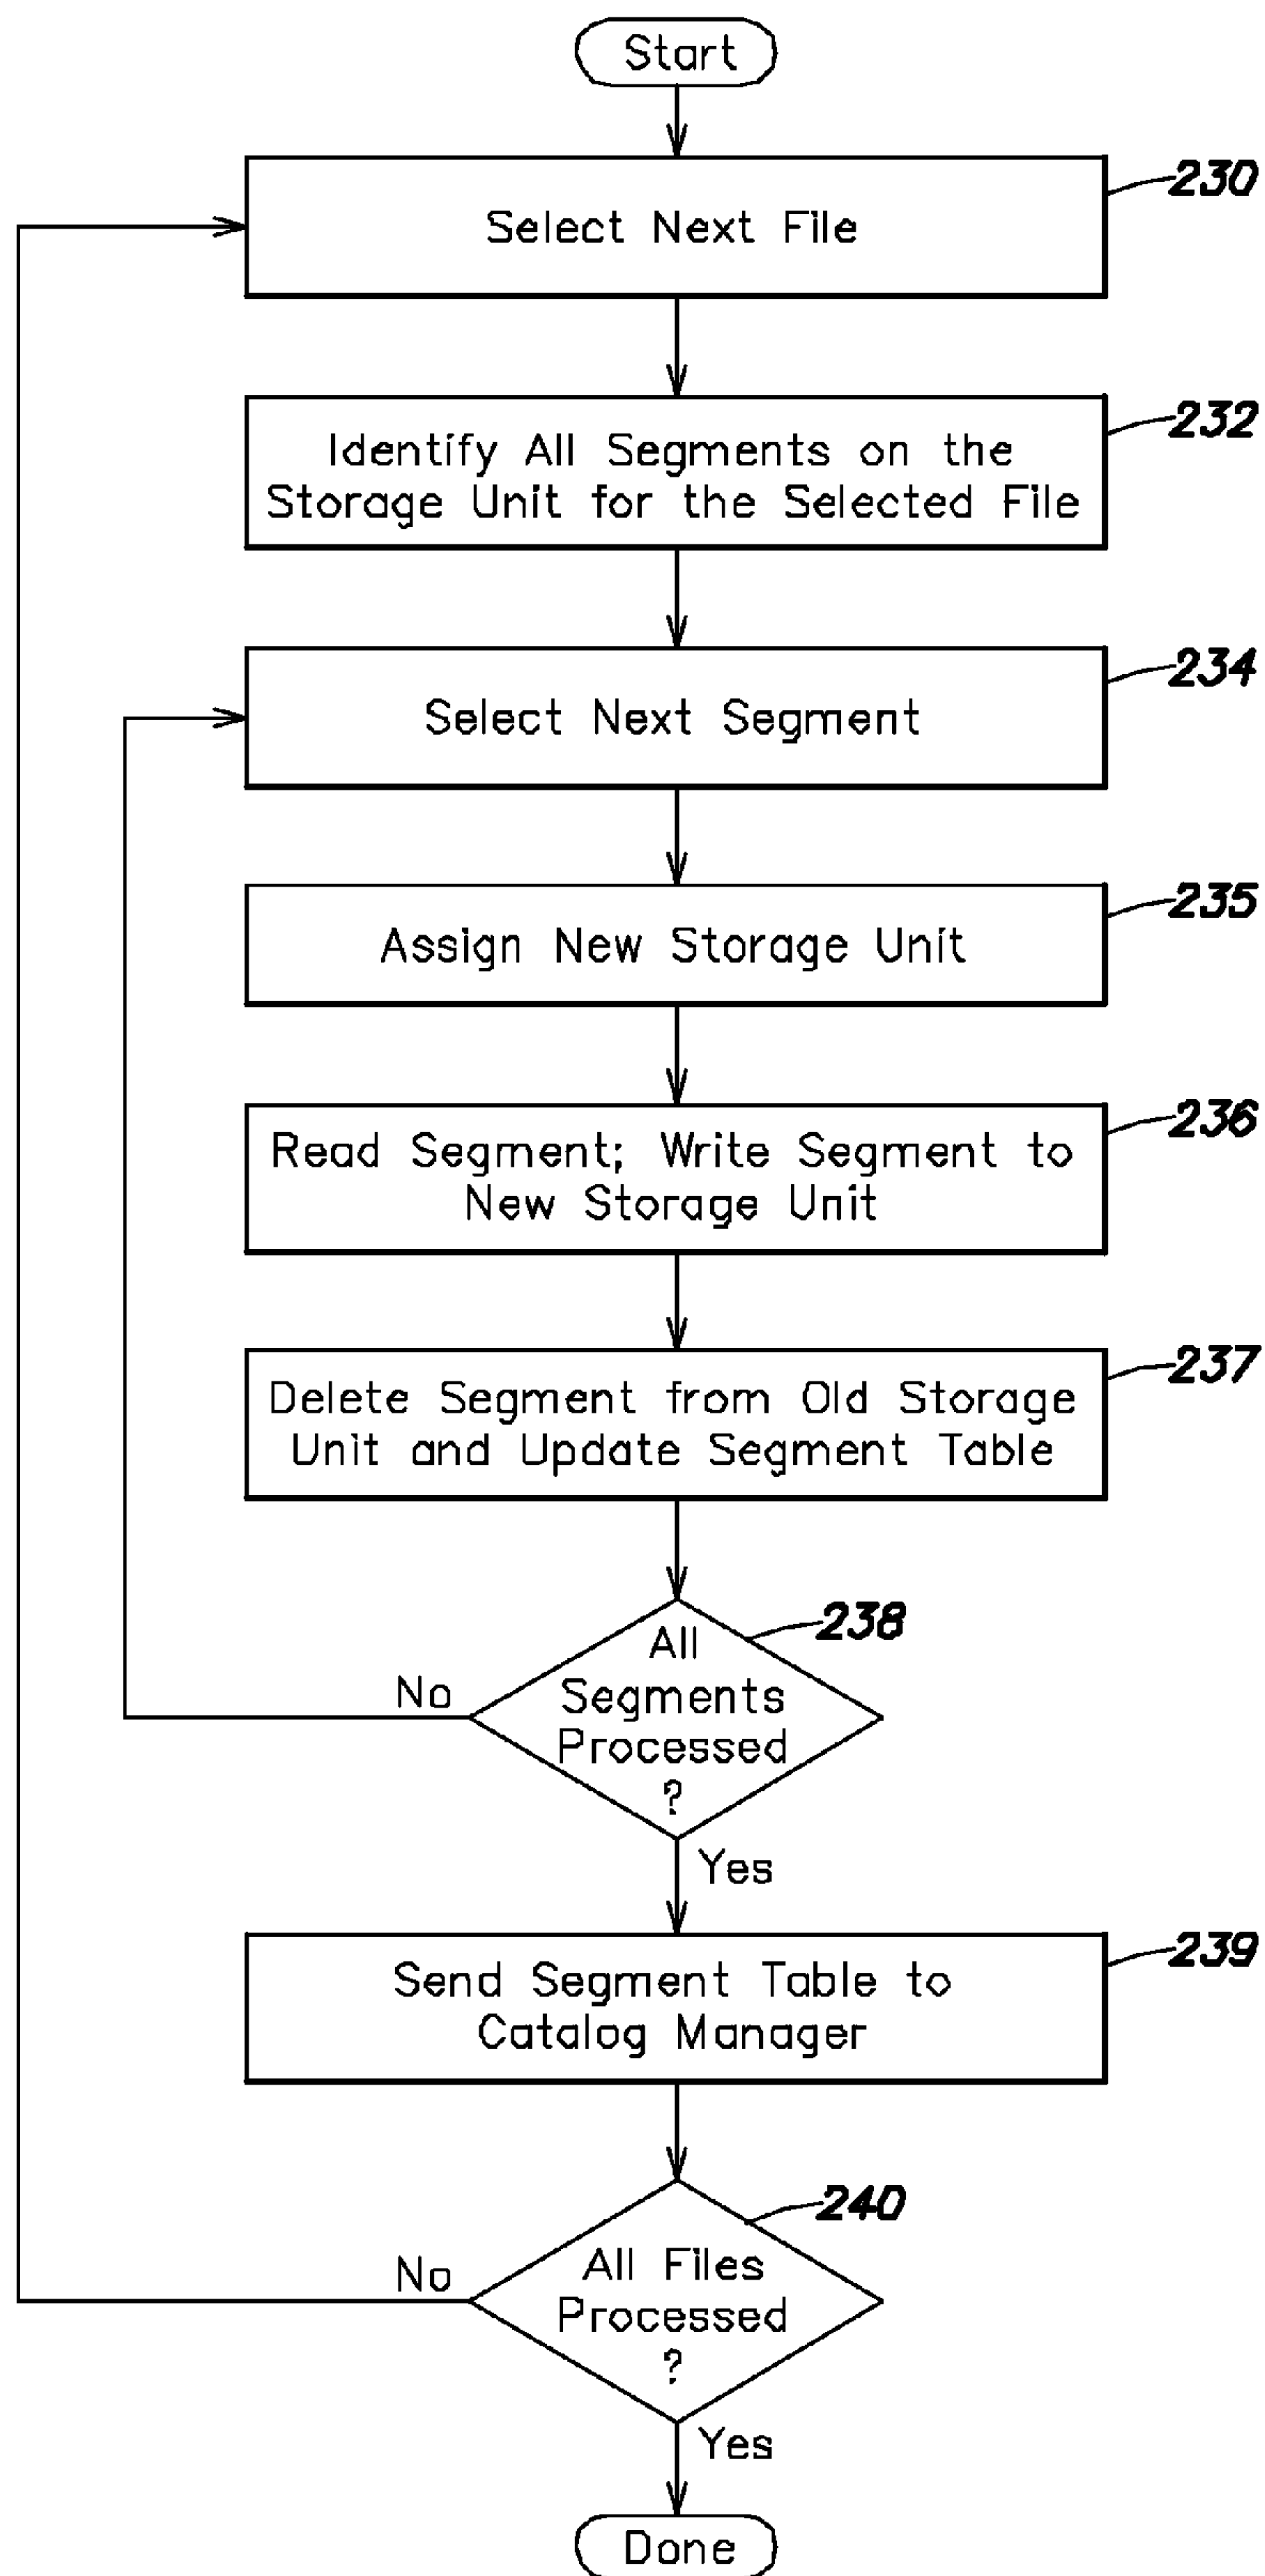 Start
230
Select Next File
232
Identify All Segments on the
Storage Unit for the Selected File
234
Select Next Segment
235
Assign New Storage Unit
236
Read Segment; Write Segment to
New Storage Unit
237
Delete Segment from Old Storage
Unit and Update Segment Table
238
All
Segments
Processed
?
No
Yes
239
Send Segment Table to
Catalog Manager
240
All Files
Processed
?
No
Yes
Done